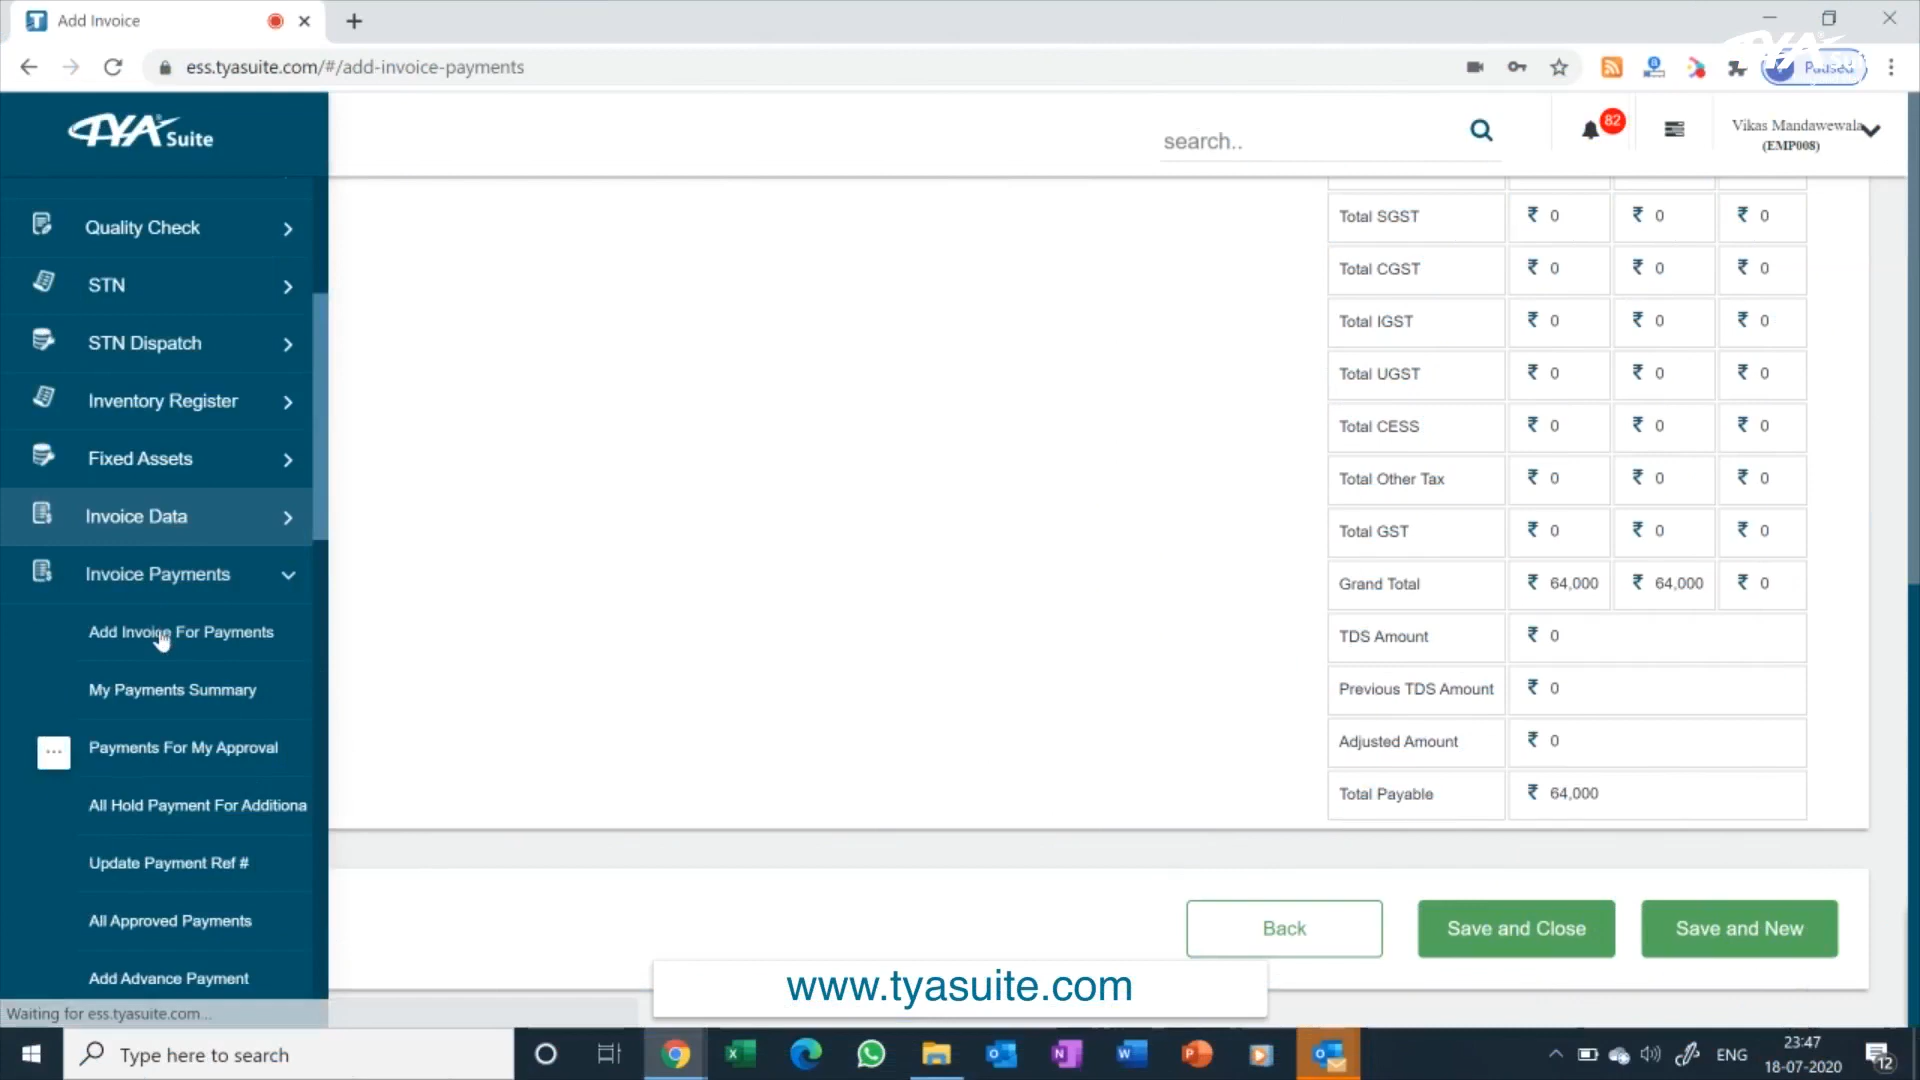 Add Invoice
ess.tyasuite.com/#/add-invoice-payments
Paused
TYA Suite
search..
82
Vikas Mandawewala
(EMP008)
Quality Check
STN
STN Dispatch
Inventory Register
Fixed Assets
Invoice Data
Invoice Payments
Add Invoice For Payments
My Payments Summary
Payments For My Approval
All Hold Payment For Additiona
Update Payment Ref #
All Approved Payments
Add Advance Payment
Total SGST ₹ 0 ₹ 0 ₹ 0
Total CGST ₹ 0 ₹ 0 ₹ 0
Total IGST ₹ 0 ₹ 0 ₹ 0
Total UGST ₹ 0 ₹ 0 ₹ 0
Total CESS ₹ 0 ₹ 0 ₹ 0
Total Other Tax ₹ 0 ₹ 0 ₹ 0
Total GST ₹ 0 ₹ 0 ₹ 0
Grand Total ₹ 64,000 ₹ 64,000 ₹ 0
TDS Amount ₹ 0
Previous TDS Amount ₹ 0
Adjusted Amount ₹ 0
Total Payable ₹ 64,000
Back
Save and Close
Save and New
www.tyasuite.com
Waiting for ess.tyasuite.com...
Type here to search
ENG
23:47
18-07-2020
12